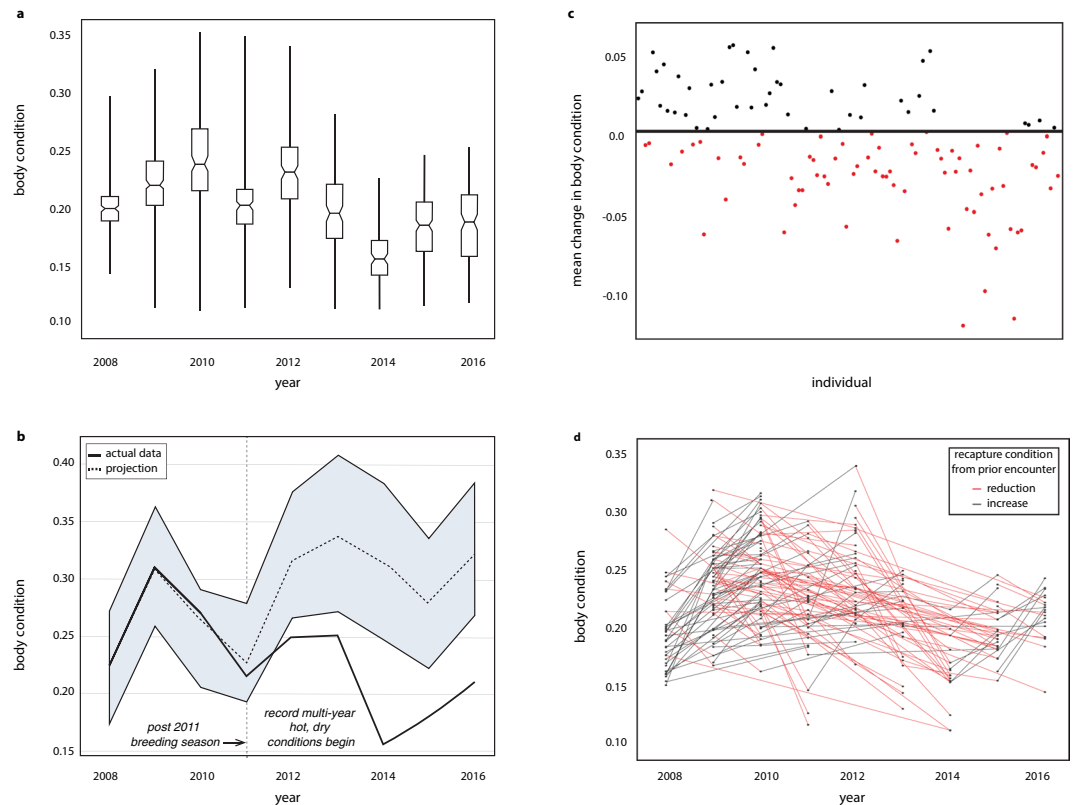 a
body condition
0.35
0.30
0.25
0.20
0.15
0.10
2008
2010
2012
2014
2016
year
c
mean change in body condition
0.05
0.0
-0.05
-0.10
individual
b
body condition
actual data
projection
0.40
0.35
0.30
0.25
0.20
0.15
post 2011
breeding season
record multi-year
hot, dry
conditions begin
2008
2010
2012
2014
2016
year
d
body condition
0.35
0.30
0.25
0.20
0.15
0.10
recapture condition
from prior encounter
reduction
increase
2008
2010
2012
2014
2016
year